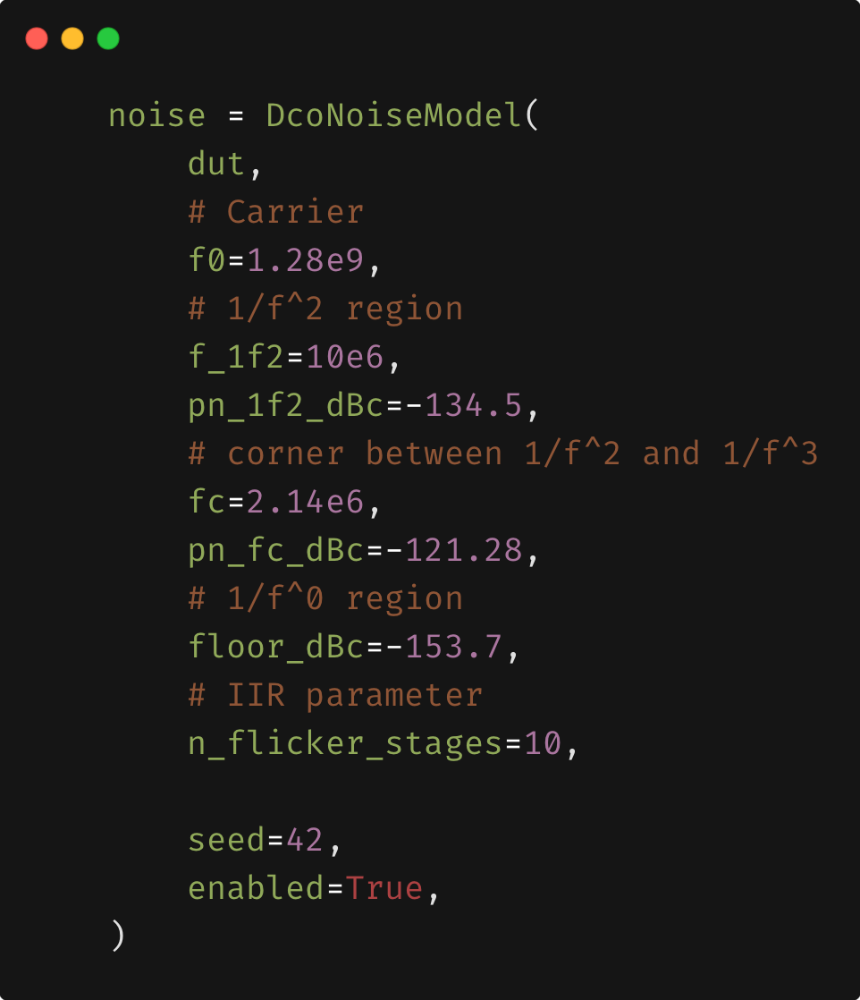 noise = DcoNoiseModel(
    dut,
    # Carrier
    f0=1.28e9,
    # 1/f^2 region
    f_1f2=10e6,
    pn_1f2_dBc=-134.5,
    # corner between 1/f^2 and 1/f^3
    fc=2.14e6,
    pn_fc_dBc=-121.28,
    # 1/f^0 region
    floor_dBc=-153.7,
    # IIR parameter
    n_flicker_stages=10,

    seed=42,
    enabled=True,
)